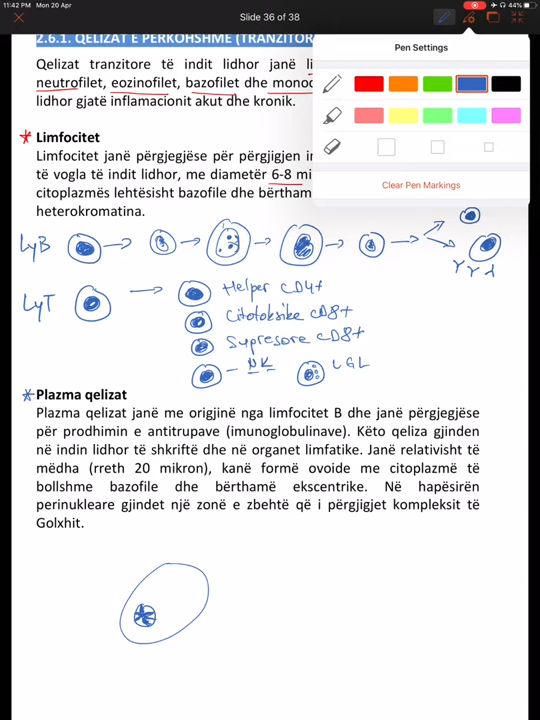 11:42 PM Mon 20 Apr
44%
Slide 36 of 38
2.6.1. QELIZAT E PËRKOHSHME (TRANZITOR
Pen Settings
Qelizat tranzitore të indit lidhor janë
neutrofilet, eozinofilet, bazofilet dhe monoc
lidhor gjatë inflamacionit akut dhe kronik.
Clear Pen Markings
Limfocitet
Limfocitet janë përgjegjëse për përgjigjen
të vogla të indit lidhor, me diametër 6-8
citoplazmës lehtësisht bazofile dhe bërtham
heterokromatina.
LyB
LyT
Helper CD4+
Citotoksike CD8+
Supresore CD8+
NK LGL
Plazma qelizat
Plazma qelizat janë me origjinë nga limfocitet B dhe janë përgjegjëse
për prodhimin e antitrupave (imunoglobulinave). Këto qeliza gjinden
në indin lidhor të shkriftë dhe në organet limfatike. Janë relativisht të
mëdha (rreth 20 mikron), kanë formë ovoide me citoplazmë të
bollshme bazofile dhe bërthamë ekscentrike. Në hapësirën
perinukleare gjindet një zonë e zbehtë që i përgjigjet kompleksit të
Golxhit.